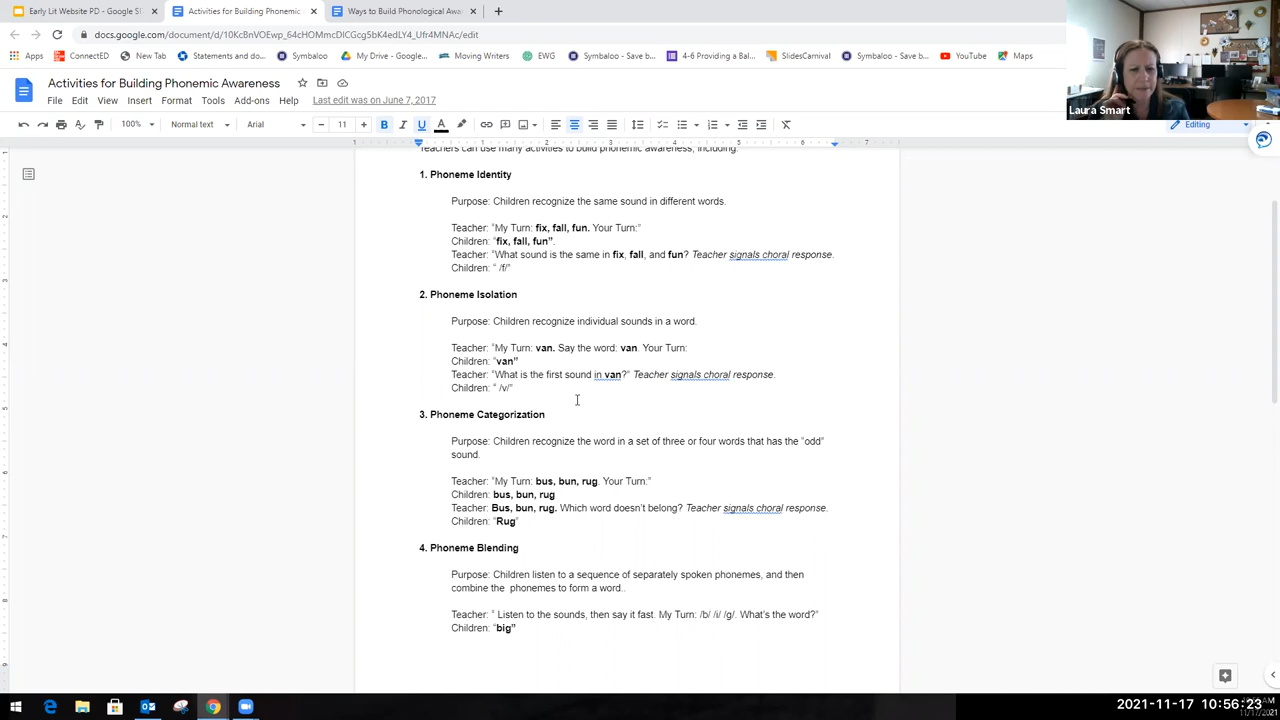 Early Lit Website PD - Google Sl
Activities for Building Phonemic
Ways to Build Phonological Awa
docs.google.com/document/d/10KcBnVOEwp_64cHOMmcDlCGcg5bK4edLY4_Ufr4MNAc/edit
Apps ConnectED New Tab Statements and do... Symbaloo My Drive - Google... Moving Writers EWG Symbaloo - Save b... 4-6 Providing a Bal... SlidesCarnival Symbaloo - Save b... YouTube Maps
Activities for Building Phonemic Awareness
File Edit View Insert Format Tools Add-ons Help Last edit was on June 7, 2017
Laura Smart
100% Normal text Arial 11 B I U A Editing
Teachers can use many activities to build phonemic awareness, including:
1. Phoneme Identity
Purpose: Children recognize the same sound in different words.
Teacher: “My Turn: fix, fall, fun. Your Turn:”
Children: “fix, fall, fun”.
Teacher: “What sound is the same in fix, fall, and fun? Teacher signals choral response.
Children: “ /f/”
2. Phoneme Isolation
Purpose: Children recognize individual sounds in a word.
Teacher: “My Turn: van. Say the word: van. Your Turn:
Children: “van”
Teacher: “What is the first sound in van?” Teacher signals choral response.
Children: “ /v/”
3. Phoneme Categorization
Purpose: Children recognize the word in a set of three or four words that has the “odd”
sound.
Teacher: “My Turn: bus, bun, rug. Your Turn:”
Children: bus, bun, rug
Teacher: Bus, bun, rug. Which word doesn’t belong? Teacher signals choral response.
Children: “Rug”
4. Phoneme Blending
Purpose: Children listen to a sequence of separately spoken phonemes, and then
combine the phonemes to form a word..
Teacher: “ Listen to the sounds, then say it fast. My Turn: /b/ /i/ /g/. What’s the word?”
Children: “big”
2021-11-17 10:56:23